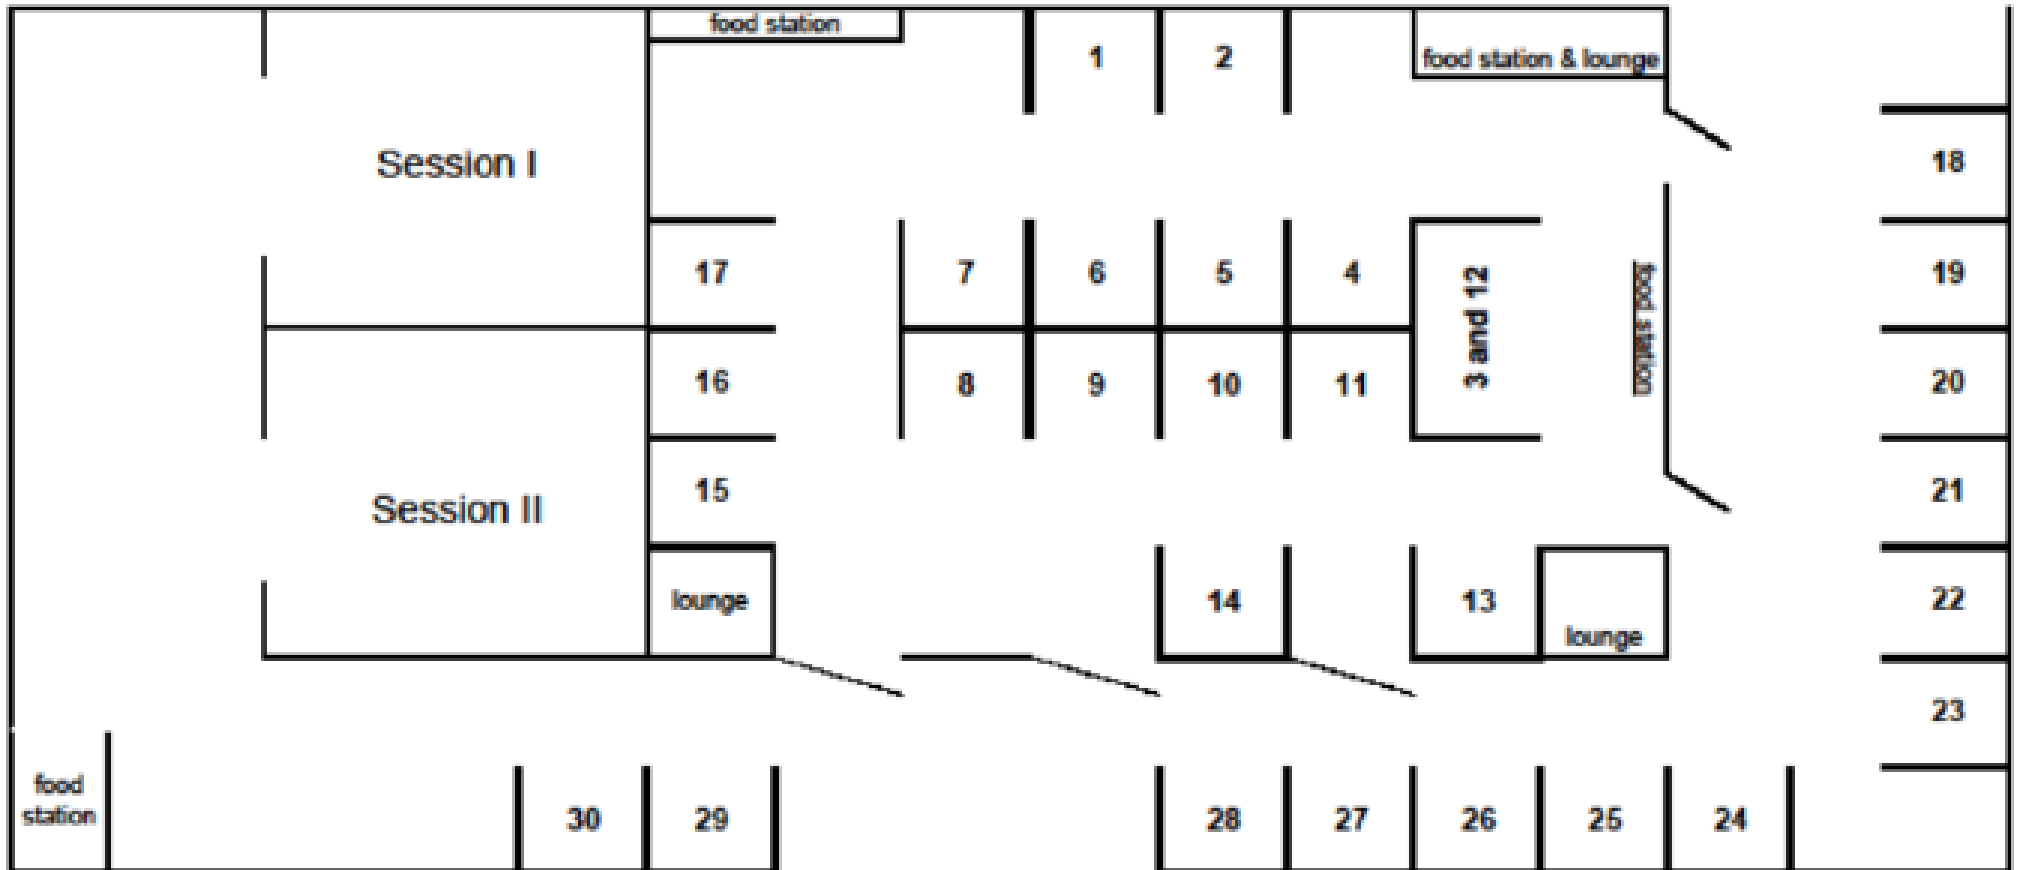 food station
1
2
food station & lounge
Session I
18
17
7
6
5
4
3 and 12
food station
19
16
8
9
10
11
20
Session II
15
21
lounge
14
13
lounge
22
23
food
station
30
29
28
27
26
25
24